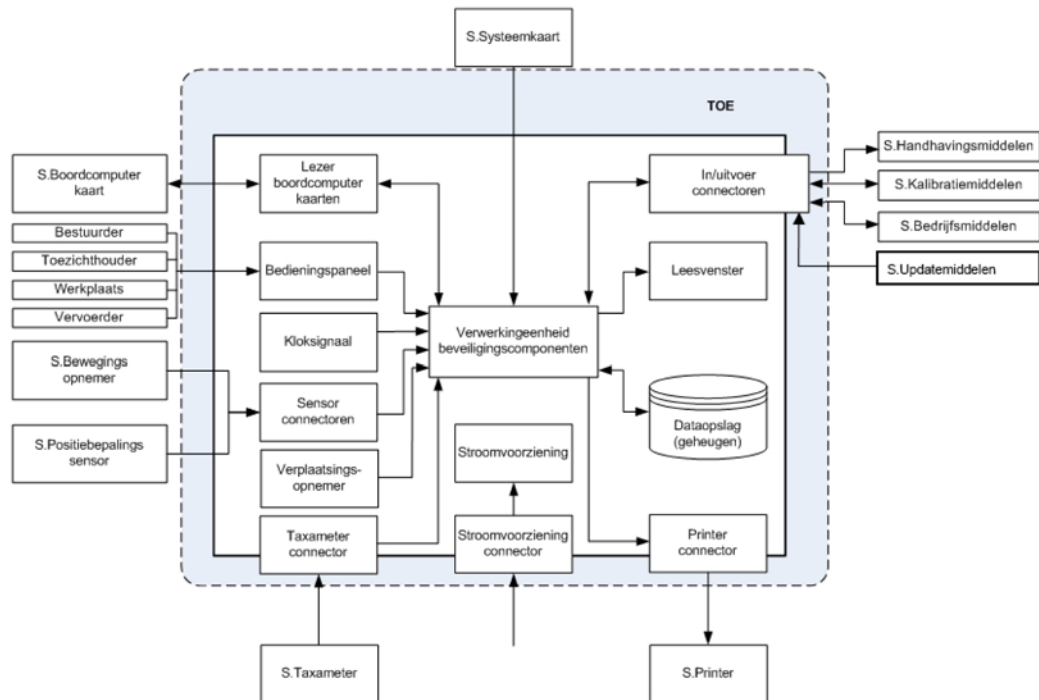 S.Systeemkaart
TOE
S.Boordcomputer
kaart
Lezer
boordcomputer
kaarten
In/uitvoer
connectoren
S.Handhavingsmiddelen
S.Kalibratiemiddelen
S.Bedrijfsmiddelen
S.Updatemiddelen
Bestuurder
Toezichthouder
Werkplaats
Vervoerder
Bedieningspaneel
Leesvenster
Kloksignaal
Verwerkingeenheid
beveiligingscomponenten
S.Bewegings
opnemer
Sensor
connectoren
Dataopslag
(geheugen)
S.Positiebepalings
sensor
Stroomvoorziening
Verplaatsings-
opnemer
Taxameter
connector
Stroomvoorziening
connector
Printer
connector
S.Taxameter
S.Printer